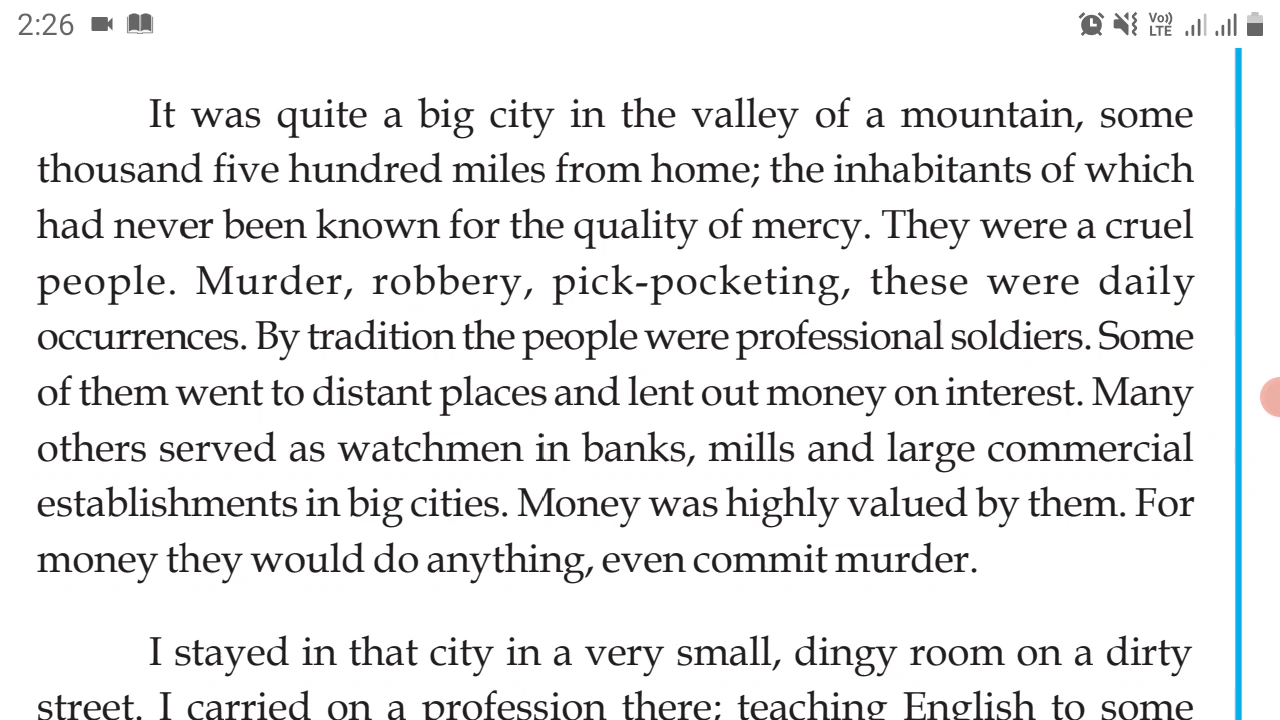 2:26
Vo))
LTE
It was quite a big city in the valley of a mountain, some
thousand five hundred miles from home; the inhabitants of which
had never been known for the quality of mercy. They were a cruel
people. Murder, robbery, pick-pocketing, these were daily
occurrences. By tradition the people were professional soldiers. Some
of them went to distant places and lent out money on interest. Many
others served as watchmen in banks, mills and large commercial
establishments in big cities. Money was highly valued by them. For
money they would do anything, even commit murder.
I stayed in that city in a very small, dingy room on a dirty
street. I carried on a profession there; teaching English to some